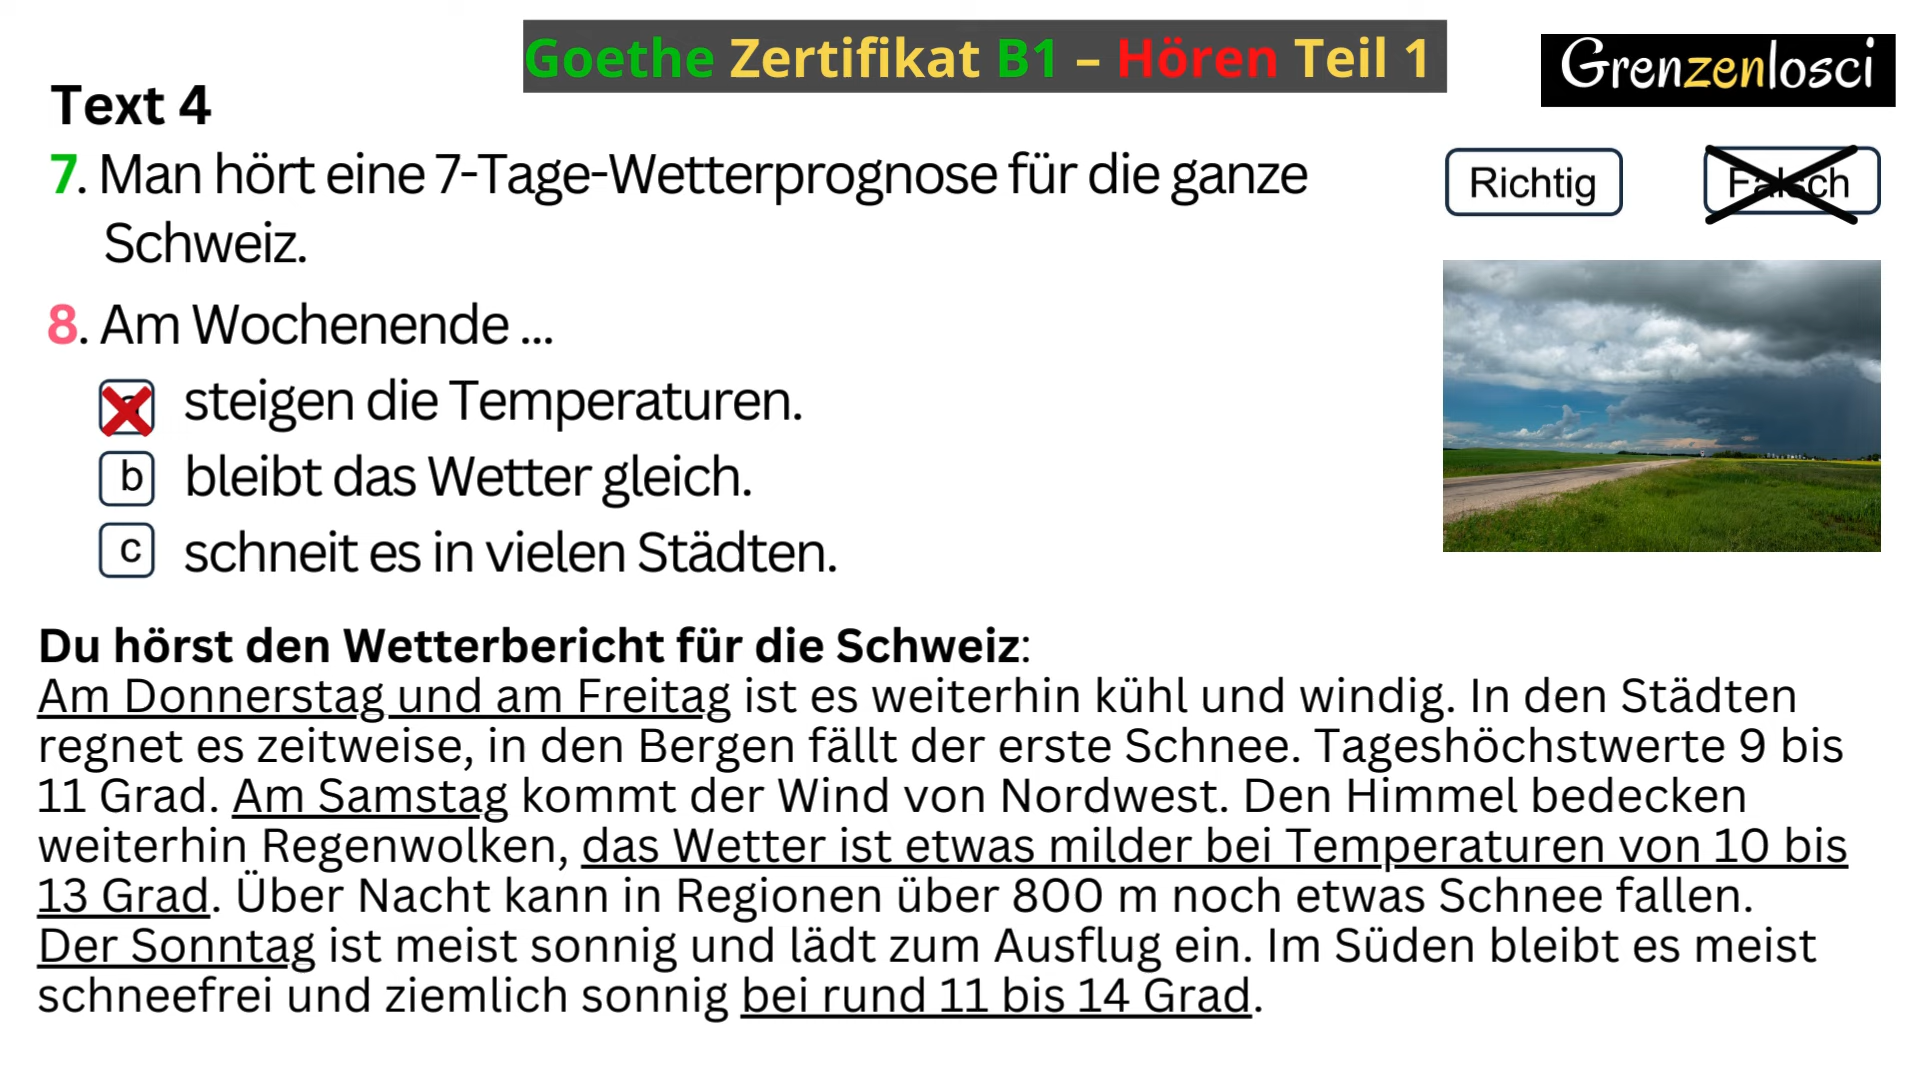 Goethe Zertifikat B1 – Hören Teil 1
Grenzenlosci
Text 4
7. Man hört eine 7-Tage-Wetterprognose für die ganze
Schweiz.
Richtig
Falsch
8. Am Wochenende ...
steigen die Temperaturen.
b bleibt das Wetter gleich.
c schneit es in vielen Städten.
Du hörst den Wetterbericht für die Schweiz:
Am Donnerstag und am Freitag ist es weiterhin kühl und windig. In den Städten
regnet es zeitweise, in den Bergen fällt der erste Schnee. Tageshöchstwerte 9 bis
11 Grad. Am Samstag kommt der Wind von Nordwest. Den Himmel bedecken
weiterhin Regenwolken, das Wetter ist etwas milder bei Temperaturen von 10 bis
13 Grad. Über Nacht kann in Regionen über 800 m noch etwas Schnee fallen.
Der Sonntag ist meist sonnig und lädt zum Ausflug ein. Im Süden bleibt es meist
schneefrei und ziemlich sonnig bei rund 11 bis 14 Grad.